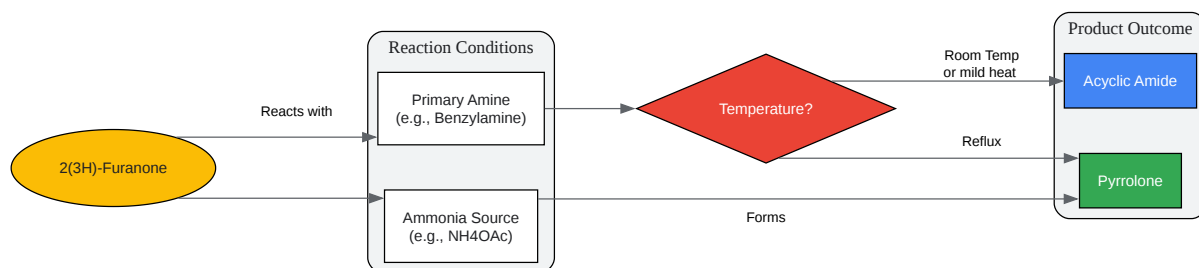 2(3H)-Furanone
Reacts with
Reaction Conditions
Primary Amine
(e.g., Benzylamine)
Ammonia Source
(e.g., NH4OAc)
Temperature?
Room Temp
or mild heat
Reflux
Forms
Product Outcome
Acyclic Amide
Pyrrolone